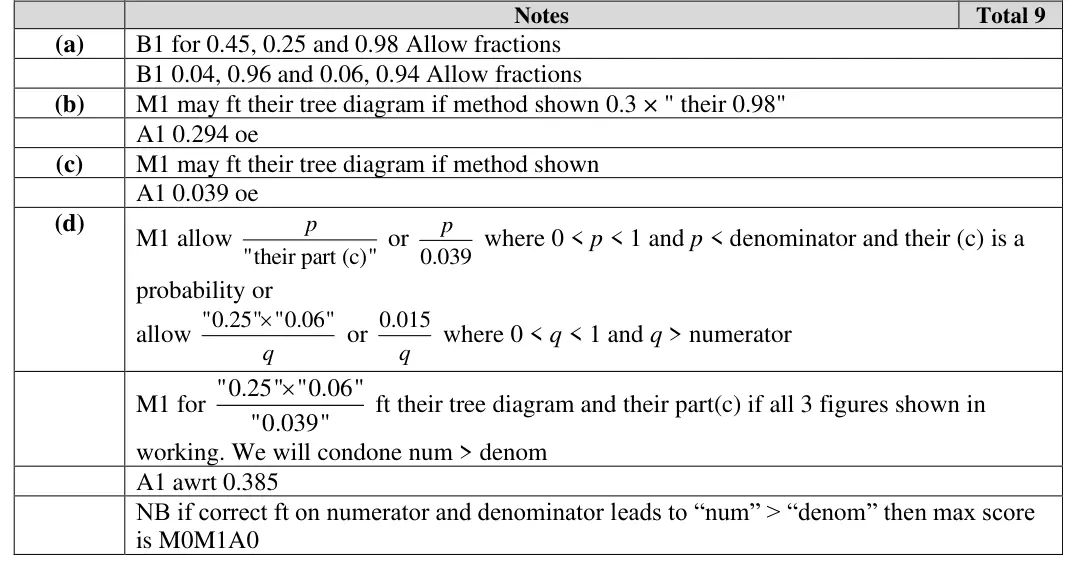 Notes Total 9
(a) B1 for 0.45, 0.25 and 0.98 Allow fractions
B1 0.04, 0.96 and 0.06, 0.94 Allow fractions
(b) M1 may ft their tree diagram if method shown 0.3 × " their 0.98"
A1 0.294 oe
(c) M1 may ft their tree diagram if method shown
A1 0.039 oe
(d) M1 allow p / "their part (c)" or p / 0.039 where 0 < p < 1 and p < denominator and their (c) is a
probability or
allow "0.25"×"0.06" / q or 0.015 / q where 0 < q < 1 and q > numerator
M1 for "0.25"×"0.06" / "0.039" ft their tree diagram and their part(c) if all 3 figures shown in
working. We will condone num > denom
A1 awrt 0.385
NB if correct ft on numerator and denominator leads to “num” > “denom” then max score
is M0M1A0